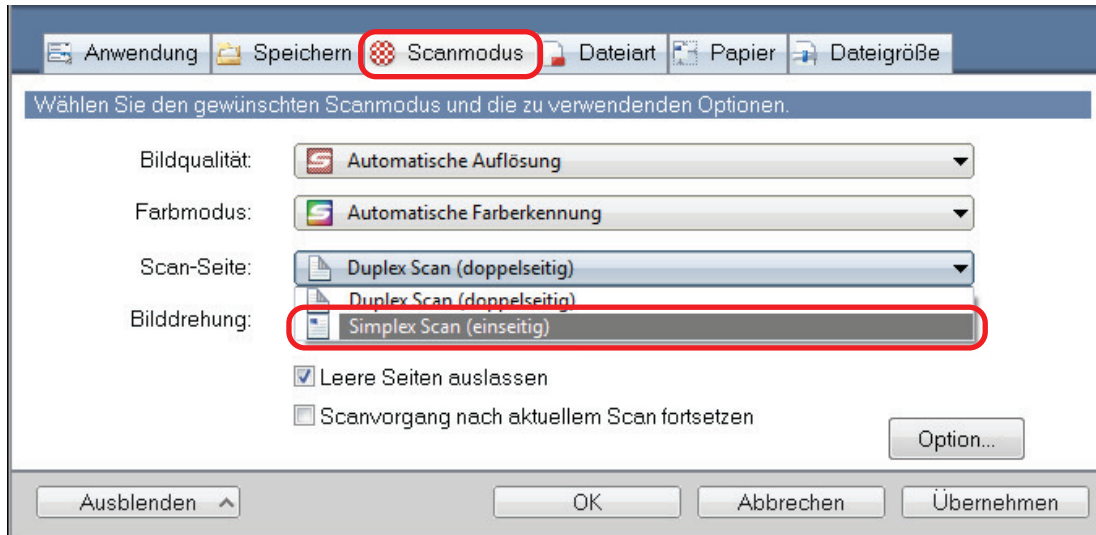 Anwendung Speichern Scanmodus Dateiart Papier Dateigröße
Wählen Sie den gewünschten Scanmodus und die zu verwendenden Optionen.
Bildqualität: Automatische Auflösung
Farbmodus: Automatische Farberkennung
Scan-Seite: Duplex Scan (doppelseitig)
Duplex Scan (doppelseitig)
Bilddrehung: Simplex Scan (einseitig)
Leere Seiten auslassen
Scanvorgang nach aktuellem Scan fortsetzen
Option...
Ausblenden OK Abbrechen Übernehmen